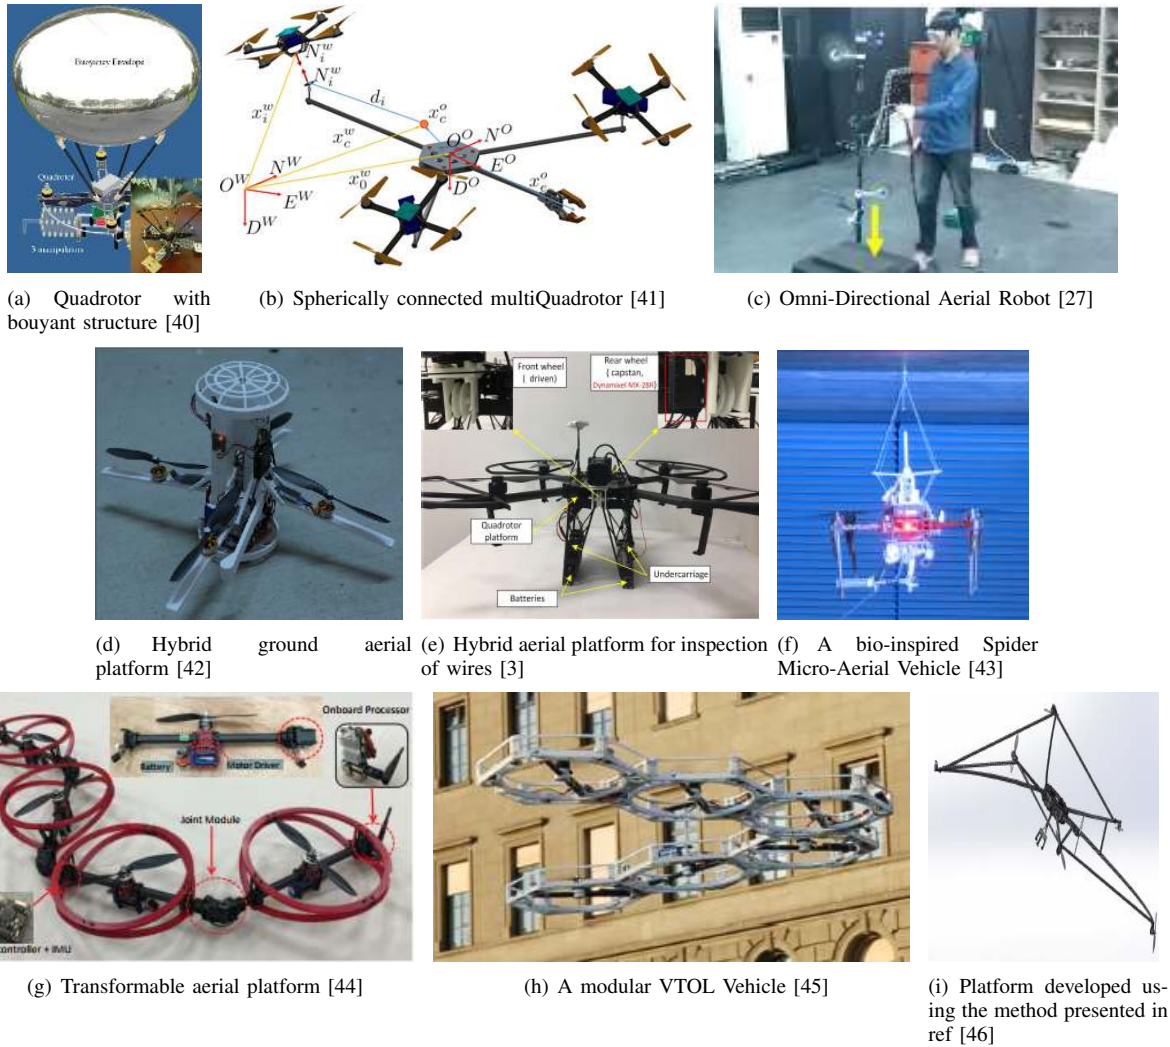 Buoyancy Envelope
Quadrotor
3 manipulators
N_i^w
N_i^w
d_i
x_c^o
x_i^w
x_c^w
O^O
N^O
N^W
E^O
O^W
x_0^w
D^O
x_e^o
E^W
D^W
(a) Quadrotor with
bouyant structure [40]
(b) Spherically connected multiQuadrotor [41]
(c) Omni-Directional Aerial Robot [27]
Front wheel
( driven)
Rear wheel
( capstan,
Dynamixel MX-28R)
Quadrotor
platform
Undercarriage
Batteries
(d) Hybrid ground aerial
platform [42]
(e) Hybrid aerial platform for inspection
of wires [3]
(f) A bio-inspired Spider
Micro-Aerial Vehicle [43]
Onboard Processor
Battery
Motor Driver
Joint Module
ontroller + IMU
(g) Transformable aerial platform [44]
(h) A modular VTOL Vehicle [45]
(i) Platform developed us-
ing the method presented in
ref [46]